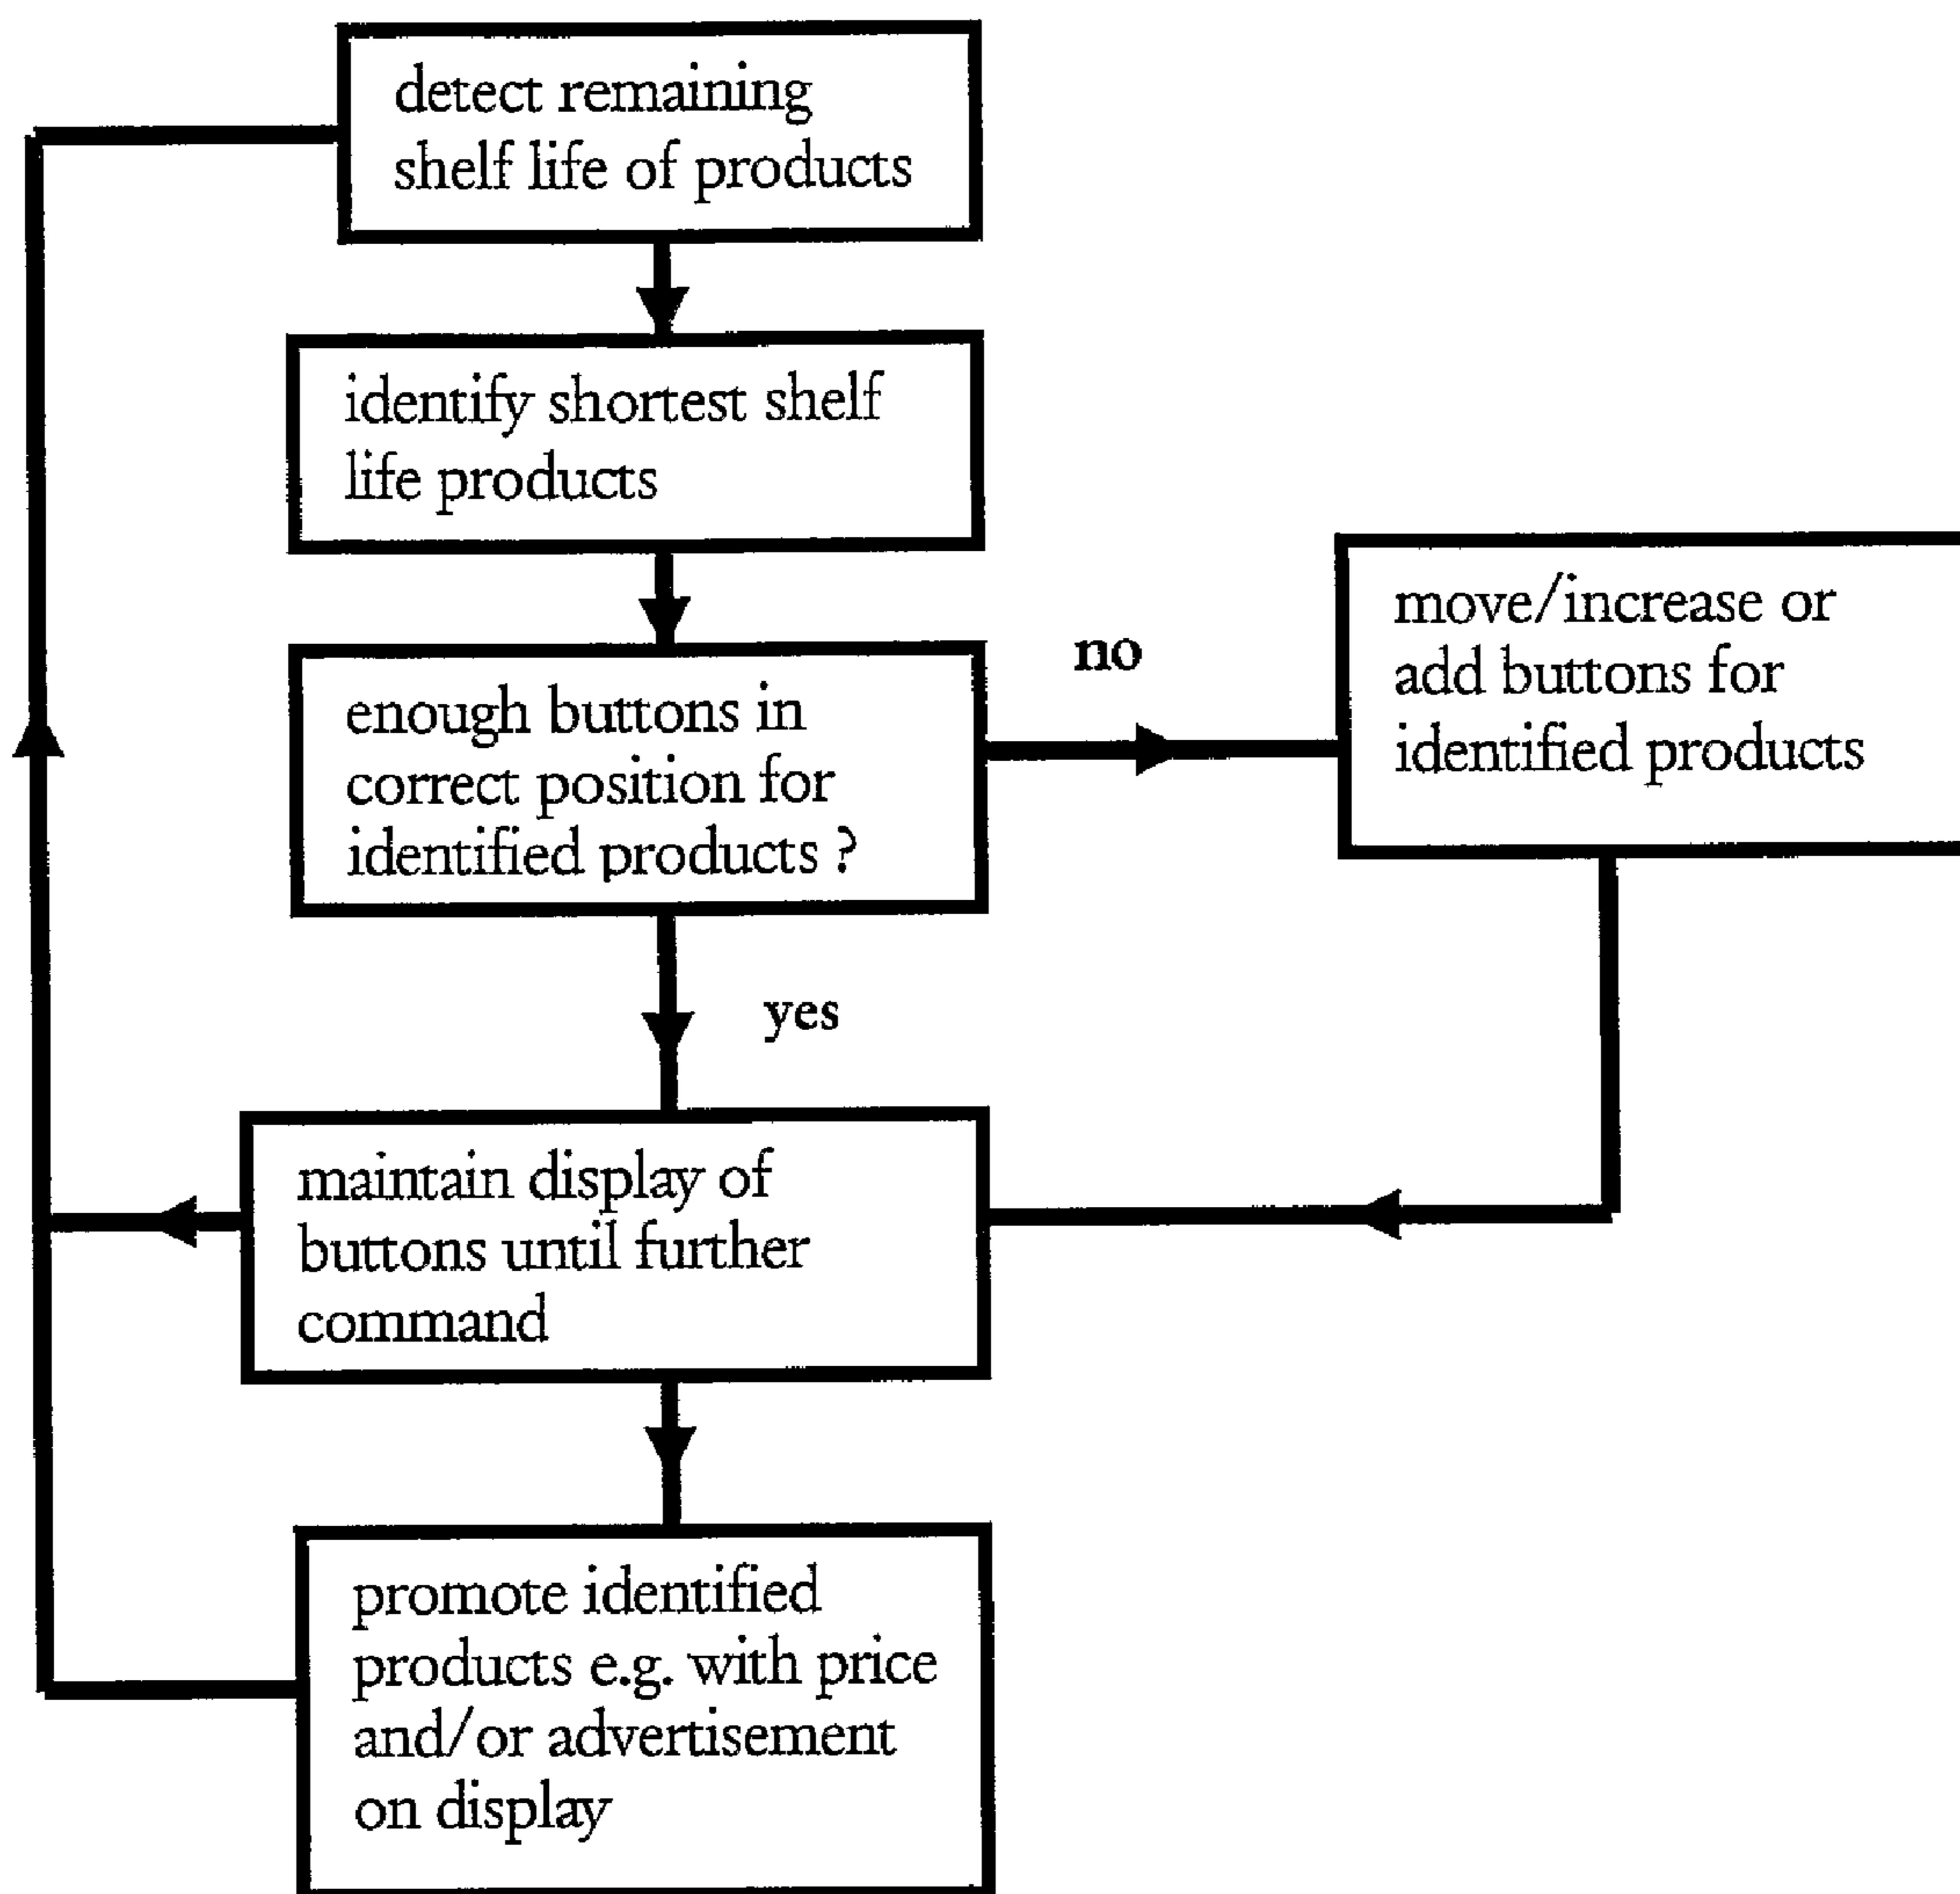 detect remaining
shelf life of products
identify shortest shelf
life products
enough buttons in
correct position for
identified products ?
no
move/increase or
add buttons for
identified products
yes
maintain display of
buttons until further
command
promote identified
products e.g. with price
and/or advertisement
on display